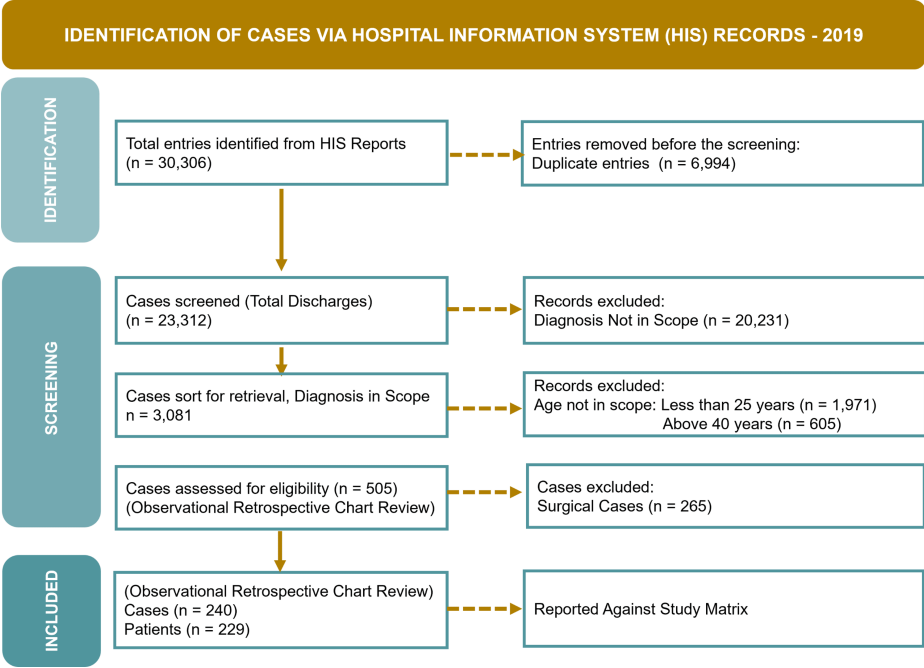 IDENTIFICATION OF CASES VIA HOSPITAL INFORMATION SYSTEM (HIS) RECORDS - 2019
IDENTIFICATION
Total entries identified from HIS Reports
(n = 30,306)
Entries removed before the screening:
Duplicate entries (n = 6,994)
SCREENING
Cases screened (Total Discharges)
(n = 23,312)
Records excluded:
Diagnosis Not in Scope (n = 20,231)
Cases sort for retrieval, Diagnosis in Scope
n = 3,081
Records excluded:
Age not in scope: Less than 25 years (n = 1,971)
Above 40 years (n = 605)
Cases assessed for eligibility (n = 505)
(Observational Retrospective Chart Review)
Cases excluded:
Surgical Cases (n = 265)
INCLUDED
(Observational Retrospective Chart Review)
Cases (n = 240)
Patients (n = 229)
Reported Against Study Matrix